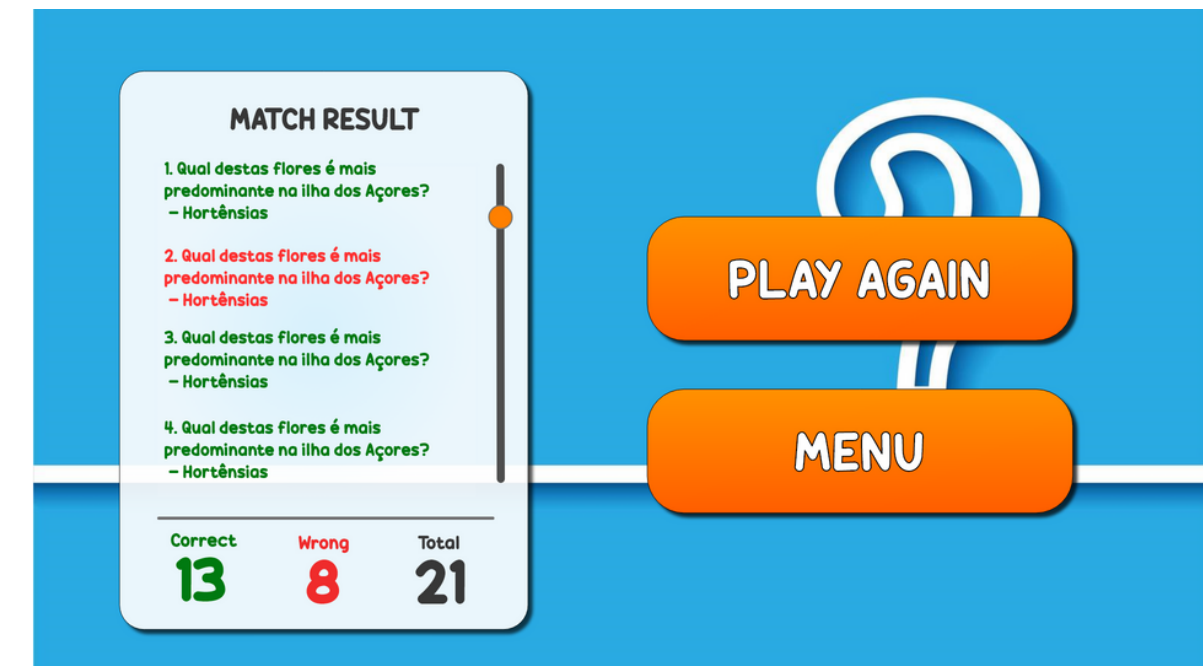 MATCH RESULT
1. Qual destas flores é mais
predominante na ilha dos Açores?
– Hortênsias
2. Qual destas flores é mais
predominante na ilha dos Açores?
– Hortênsias
3. Qual destas flores é mais
predominante na ilha dos Açores?
– Hortênsias
4. Qual destas flores é mais
predominante na ilha dos Açores?
– Hortênsias
Correct Wrong Total
13 8 21
PLAY AGAIN
MENU